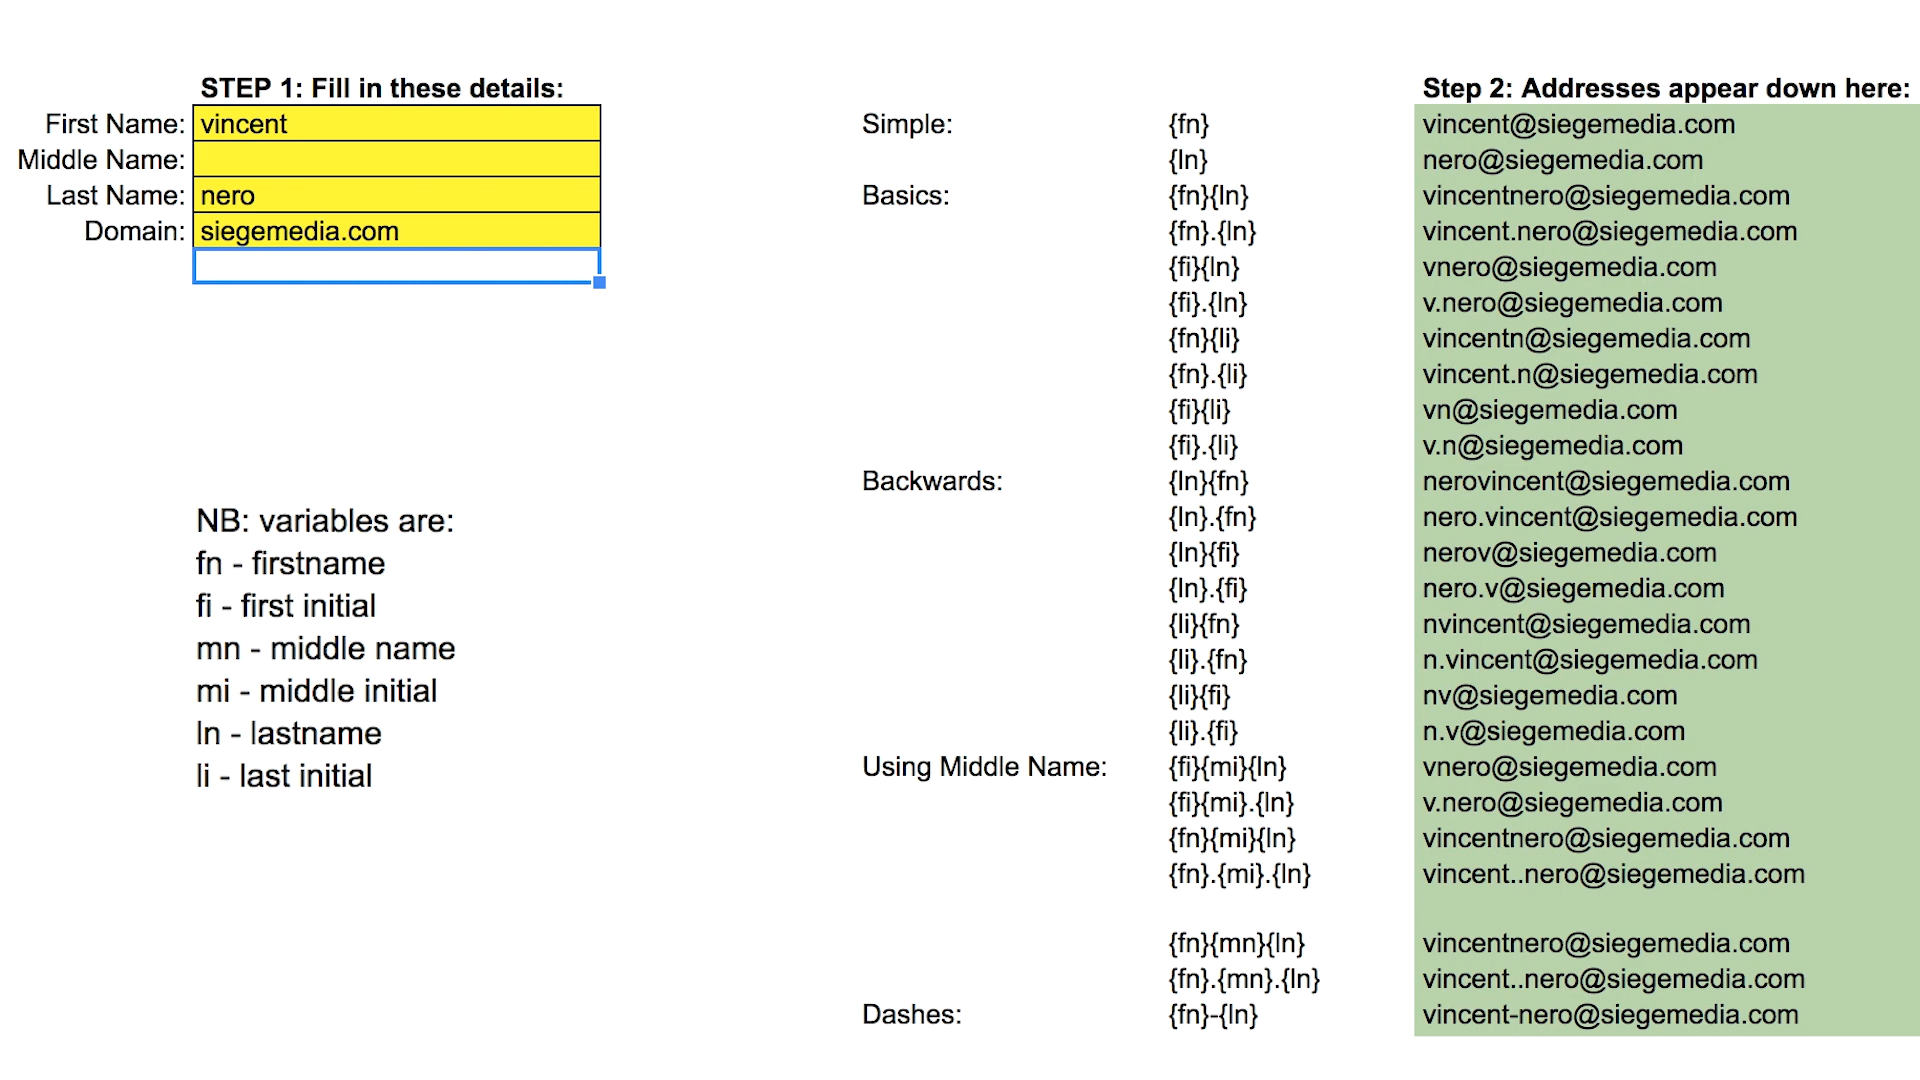 STEP 1: Fill in these details:
First Name: vincent
Middle Name:
Last Name: nero
Domain: siegemedia.com
NB: variables are:
fn - firstname
fi - first initial
mn - middle name
mi - middle initial
ln - lastname
li - last initial
Step 2: Addresses appear down here:
Simple: {fn} vincent@siegemedia.com
{ln} nero@siegemedia.com
Basics: {fn}{ln} vincentnero@siegemedia.com
{fn}.{ln} vincent.nero@siegemedia.com
{fi}{ln} vnero@siegemedia.com
{fi}.{ln} v.nero@siegemedia.com
{fn}{li} vincentn@siegemedia.com
{fn}.{li} vincent.n@siegemedia.com
{fi}{li} vn@siegemedia.com
{fi}.{li} v.n@siegemedia.com
Backwards: {ln}{fn} nerovincent@siegemedia.com
{ln}.{fn} nero.vincent@siegemedia.com
{ln}{fi} nerov@siegemedia.com
{ln}.{fi} nero.v@siegemedia.com
{li}{fn} nvincent@siegemedia.com
{li}.{fn} n.vincent@siegemedia.com
{li}{fi} nv@siegemedia.com
{li}.{fi} n.v@siegemedia.com
Using Middle Name: {fi}{mi}{ln} vnero@siegemedia.com
{fi}{mi}.{ln} v.nero@siegemedia.com
{fn}{mi}{ln} vincentnero@siegemedia.com
{fn}.{mi}.{ln} vincent..nero@siegemedia.com
{fn}{mn}{ln} vincentnero@siegemedia.com
{fn}.{mn}.{ln} vincent..nero@siegemedia.com
Dashes: {fn}-{ln} vincent-nero@siegemedia.com